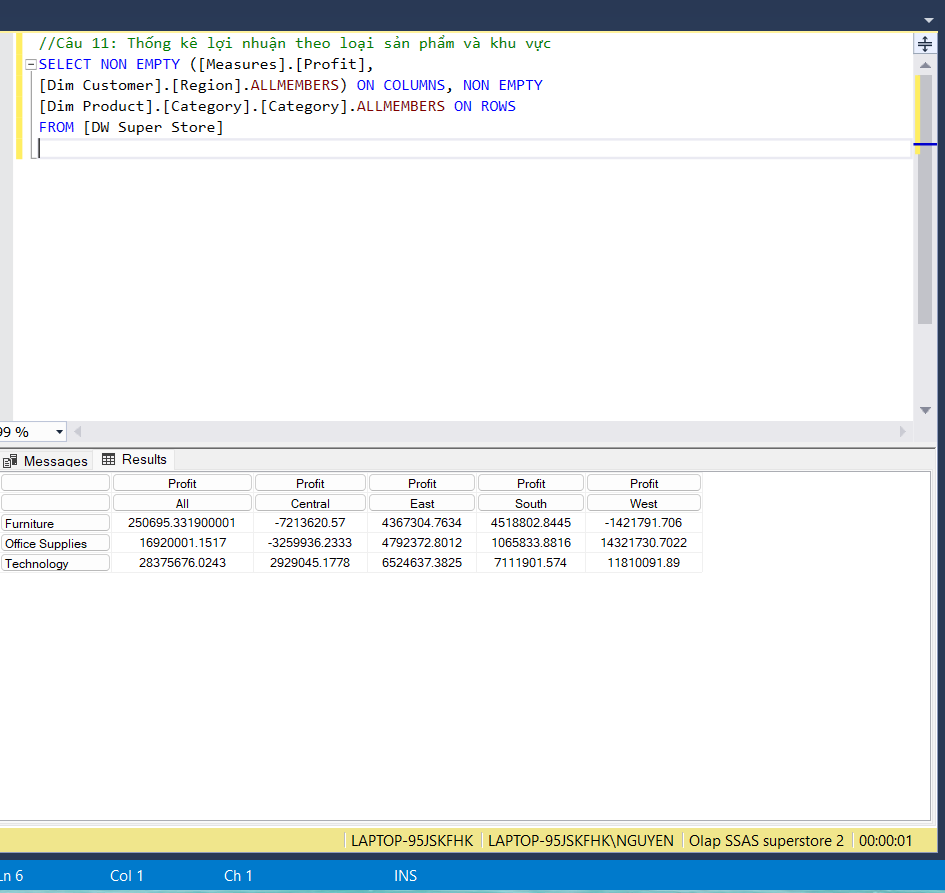 //Câu 11: Thống kê lợi nhuận theo loại sản phẩm và khu vực
SELECT NON EMPTY ([Measures].[Profit],
[Dim Customer].[Region].ALLMEMBERS) ON COLUMNS, NON EMPTY
[Dim Product].[Category].[Category].ALLMEMBERS ON ROWS
FROM [DW Super Store]
99 %
Messages Results
Profit Profit Profit Profit Profit
All Central East South West
Furniture 250695.331900001 -7213620.57 4367304.7634 4518802.8445 -1421791.706
Office Supplies 16920001.1517 -3259936.2333 4792372.8012 1065833.8816 14321730.7022
Technology 28375676.0243 2929045.1778 6524637.3825 7111901.574 11810091.89
LAPTOP-95JSKFHK LAPTOP-95JSKFHK\NGUYEN Olap SSAS superstore 2 00:00:01
Ln 6 Col 1 Ch 1 INS